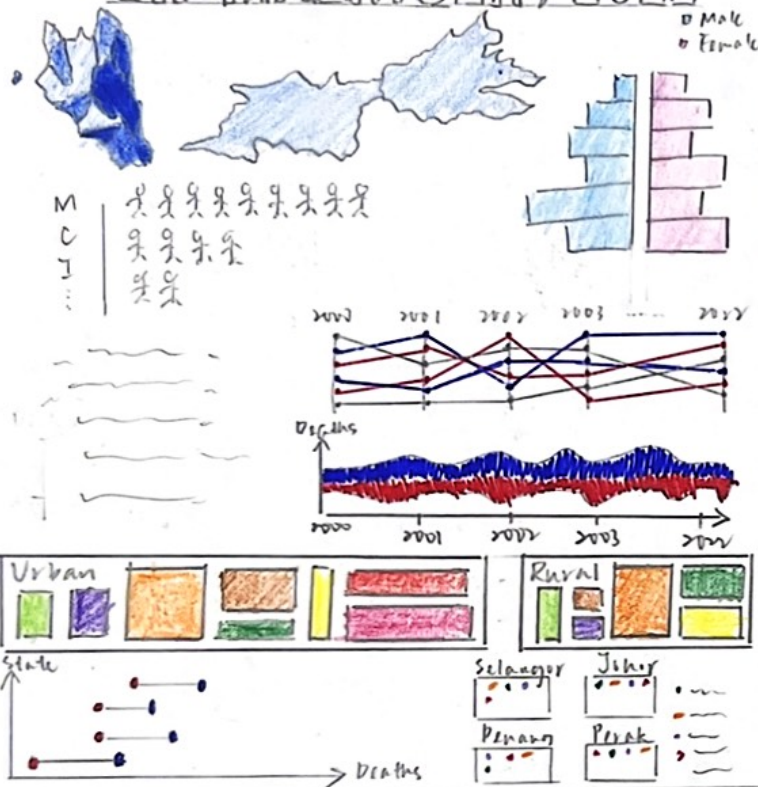 Male
Female
M
C
I
⋮
2000 2001 2002 2003 ...... 2022
Deaths
2000 2001 2002 2003 2022
Urban
Rural
State
Deaths
Selangor
Johor
Penang
Perak